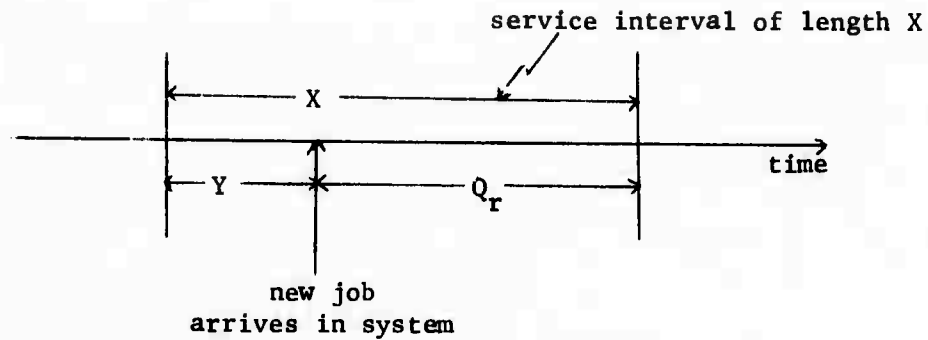 service interval of length X
X
time
Y
Q_r
new job
arrives in system